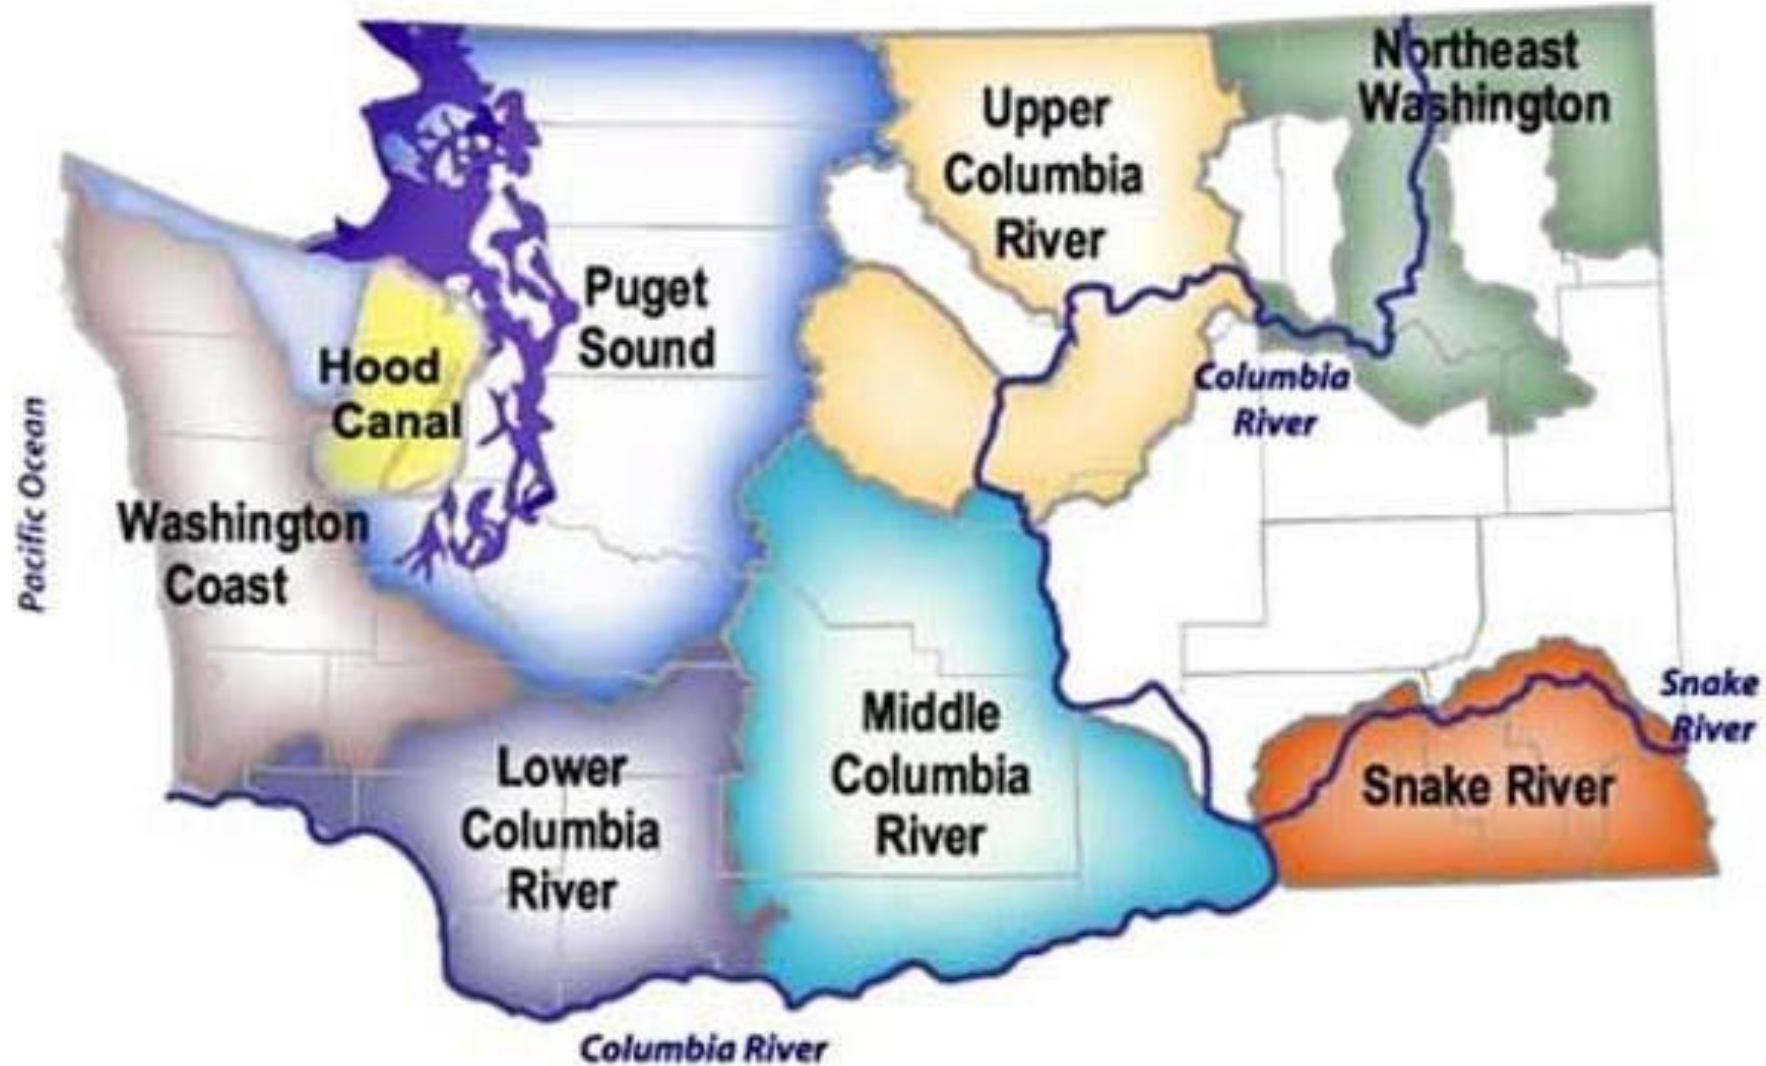 Northeast
Washington
Upper
Columbia
River
Puget
Sound
Hood
Canal
Columbia
River
Pacific Ocean
Washington
Coast
Snake
River
Middle
Columbia
River
Lower
Columbia
River
Snake River
Columbia River